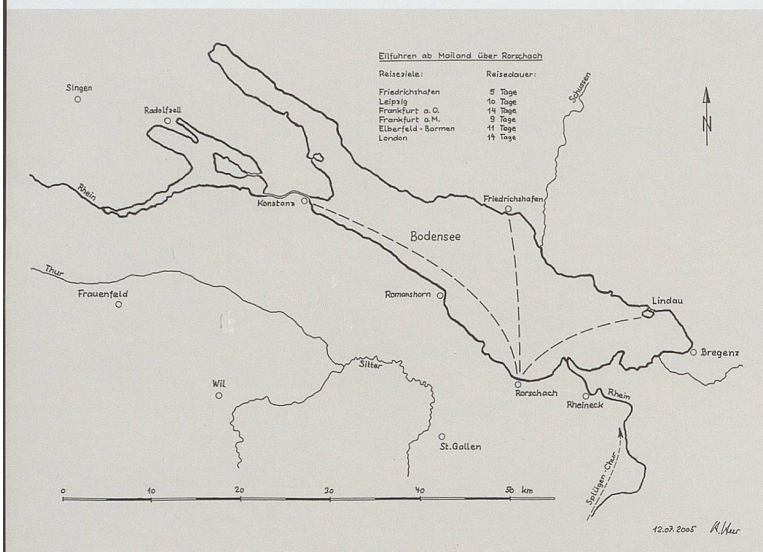 Eilfuhren ab Mailand über Rorschach
Reiseziele: Reisedauer:
Friedrichshafen 5 Tage
Leipzig 10 Tage
Frankfurt a.O. 14 Tage
Frankfurt a.M. 9 Tage
Elberfeld-Barmen 11 Tage
London 14 Tage
Singen
Radolfzell
Schussen
N
Rhein
Konstanz
Friedrichshafen
Bodensee
Thur
Frauenfeld
Romanshorn
Lindau
Bregenz
Sitter
Wil
Rorschach
Rheineck
Rhein
St.Gallen
Splügen-Chur
0 10 20 30 40 50 km
12.07.2005